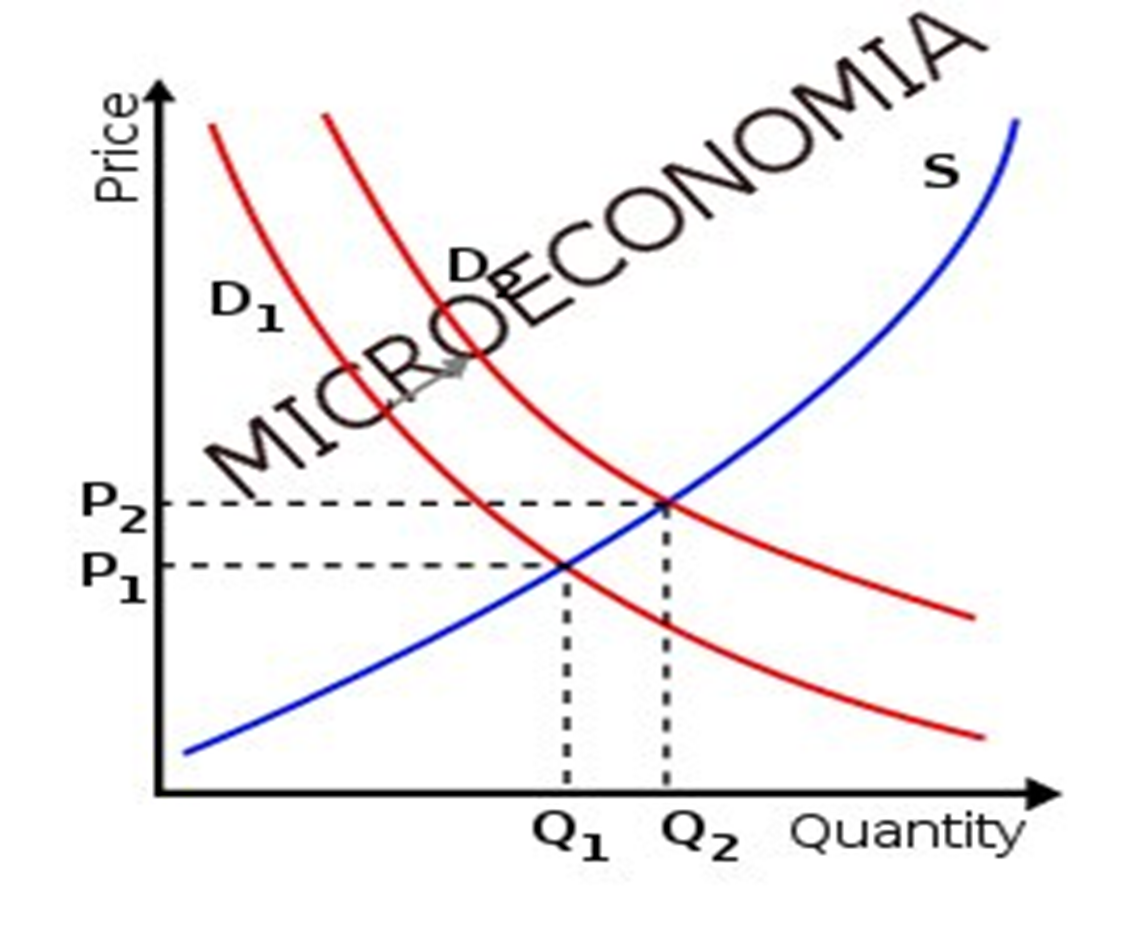 MICROECONOMIA
Price
S
D₂
D₁
P₂
P₁
Q₁ Q₂ Quantity